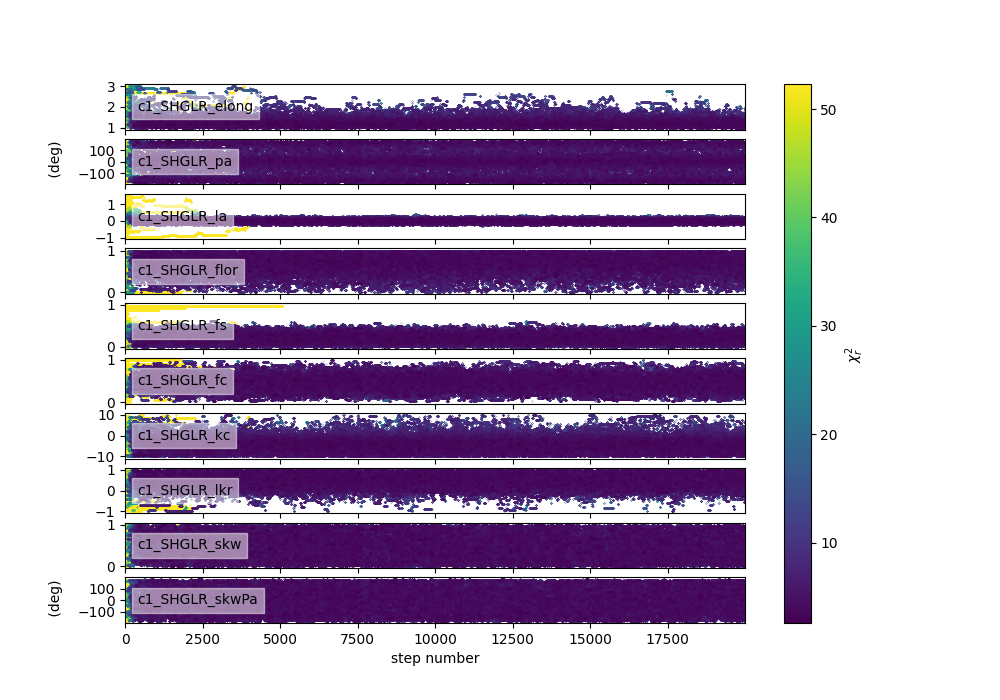 3
2
1
c1_SHGLR_elong
(deg)
100
0
−100
c1_SHGLR_pa
1
0
−1
c1_SHGLR_la
1
0
c1_SHGLR_flor
1
0
c1_SHGLR_fs
1
0
c1_SHGLR_fc
10
0
−10
c1_SHGLR_kc
1
0
−1
c1_SHGLR_lkr
1
0
c1_SHGLR_skw
(deg)
100
0
−100
c1_SHGLR_skwPa
0 2500 5000 7500 10000 12500 15000 17500
step number
50
40
30
20
10
χ²ᵣ